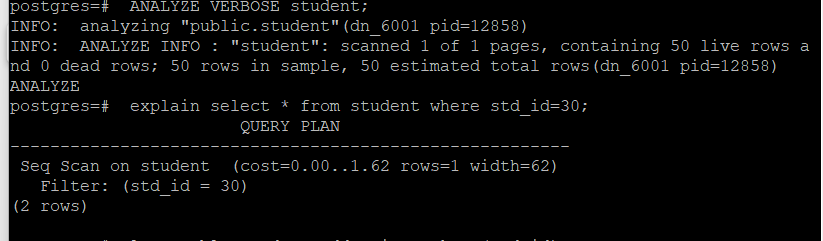 postgres=#  ANALYZE VERBOSE student;
INFO:  analyzing "public.student"(dn_6001 pid=12858)
INFO:  ANALYZE INFO : "student": scanned 1 of 1 pages, containing 50 live rows a
nd 0 dead rows; 50 rows in sample, 50 estimated total rows(dn_6001 pid=12858)
ANALYZE
postgres=#  explain select * from student where std_id=30;
                       QUERY PLAN
--------------------------------------------------------
 Seq Scan on student  (cost=0.00..1.62 rows=1 width=62)
   Filter: (std_id = 30)
(2 rows)